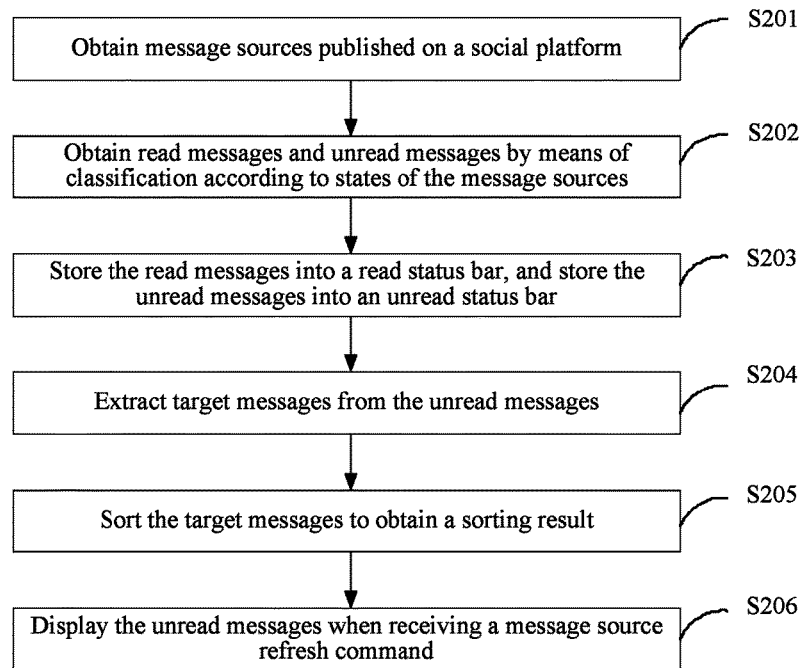 S201
Obtain message sources published on a social platform
S202
Obtain read messages and unread messages by means of
classification according to states of the message sources
S203
Store the read messages into a read status bar, and store the
unread messages into an unread status bar
S204
Extract target messages from the unread messages
S205
Sort the target messages to obtain a sorting result
S206
Display the unread messages when receiving a message source
refresh command